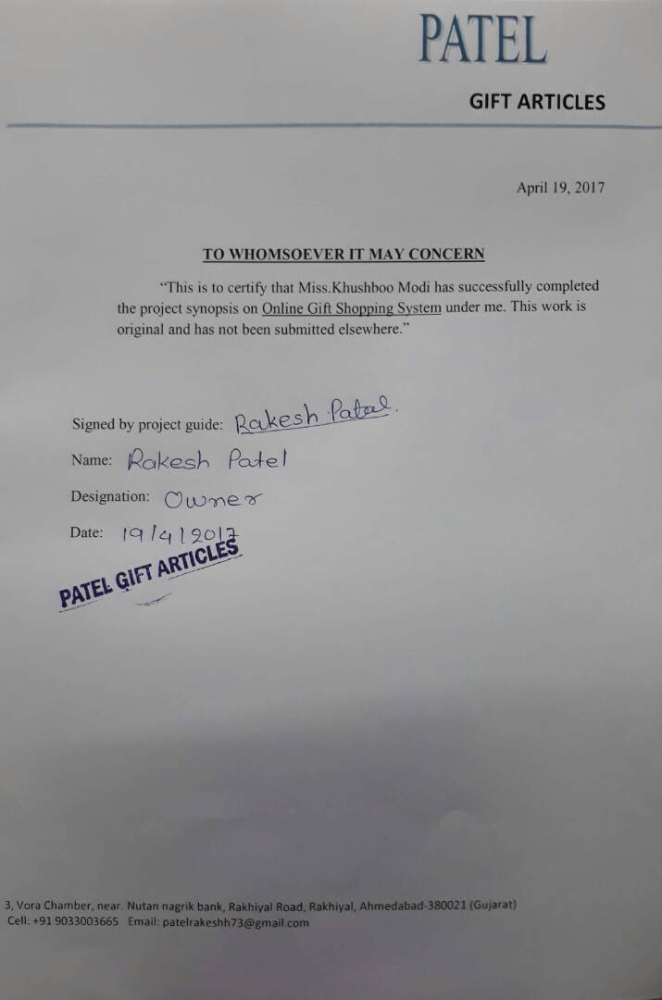 PATEL
GIFT ARTICLES
April 19, 2017
TO WHOMSOEVER IT MAY CONCERN
“This is to certify that Miss.Khushboo Modi has successfully completed
the project synopsis on Online Gift Shopping System under me. This work is
original and has not been submitted elsewhere.”
Signed by project guide: Rakesh Patel.
Name: Rakesh Patel
Designation: Owner
Date: 19/4/2017
PATEL GIFT ARTICLES
3, Vora Chamber, near. Nutan nagrik bank, Rakhiyal Road, Rakhiyal, Ahmedabad-380021 (Gujarat)
Cell: +91 9033003665 Email: patelrakeshh73@gmail.com